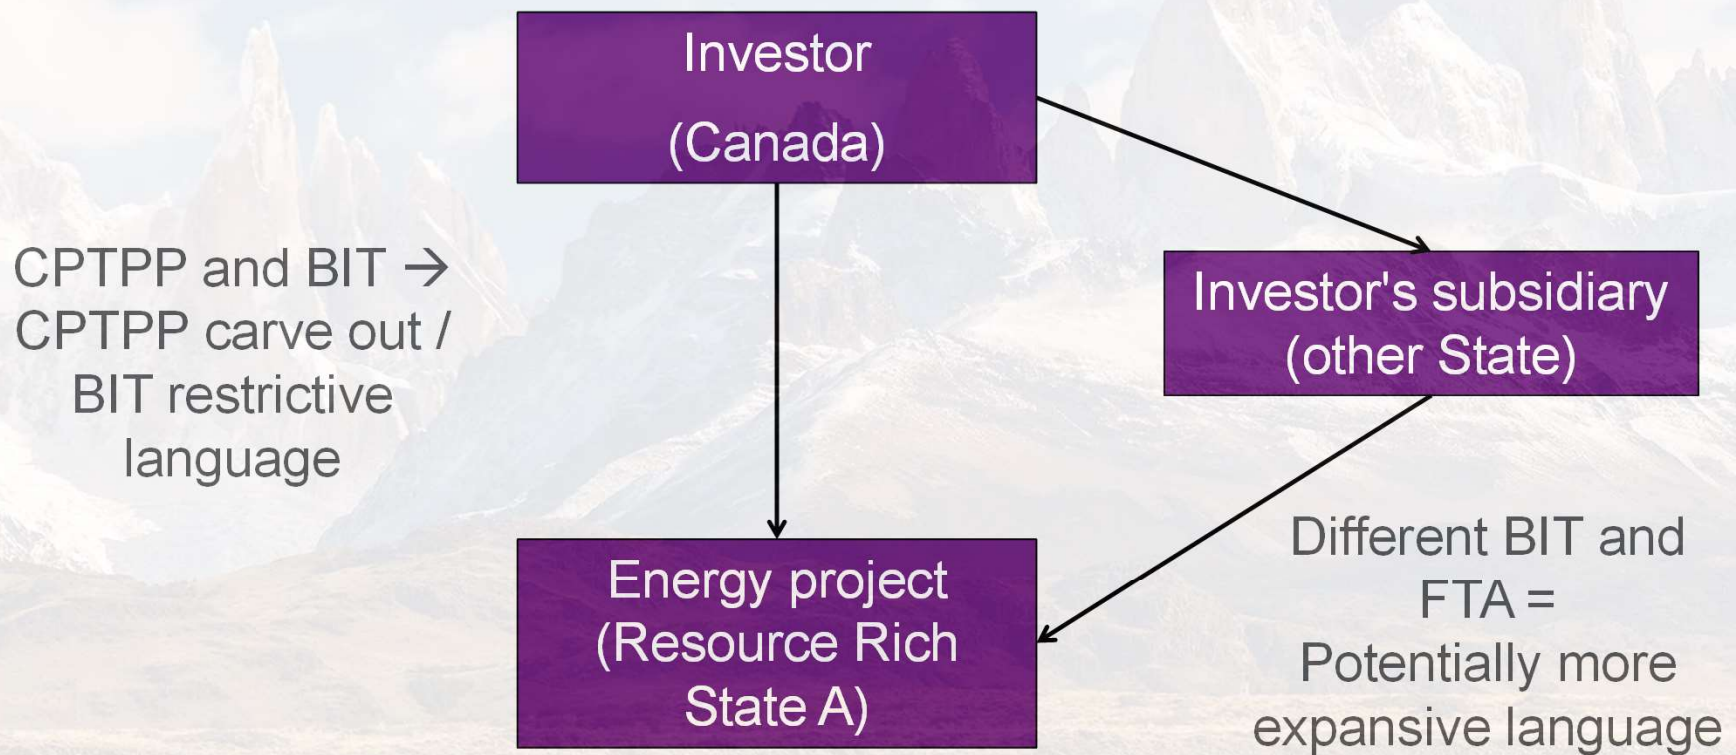 Investor
(Canada)
CPTPP and BIT →
CPTPP carve out /
BIT restrictive
language
Investor's subsidiary
(other State)
Energy project
(Resource Rich
State A)
Different BIT and
FTA =
Potentially more
expansive language